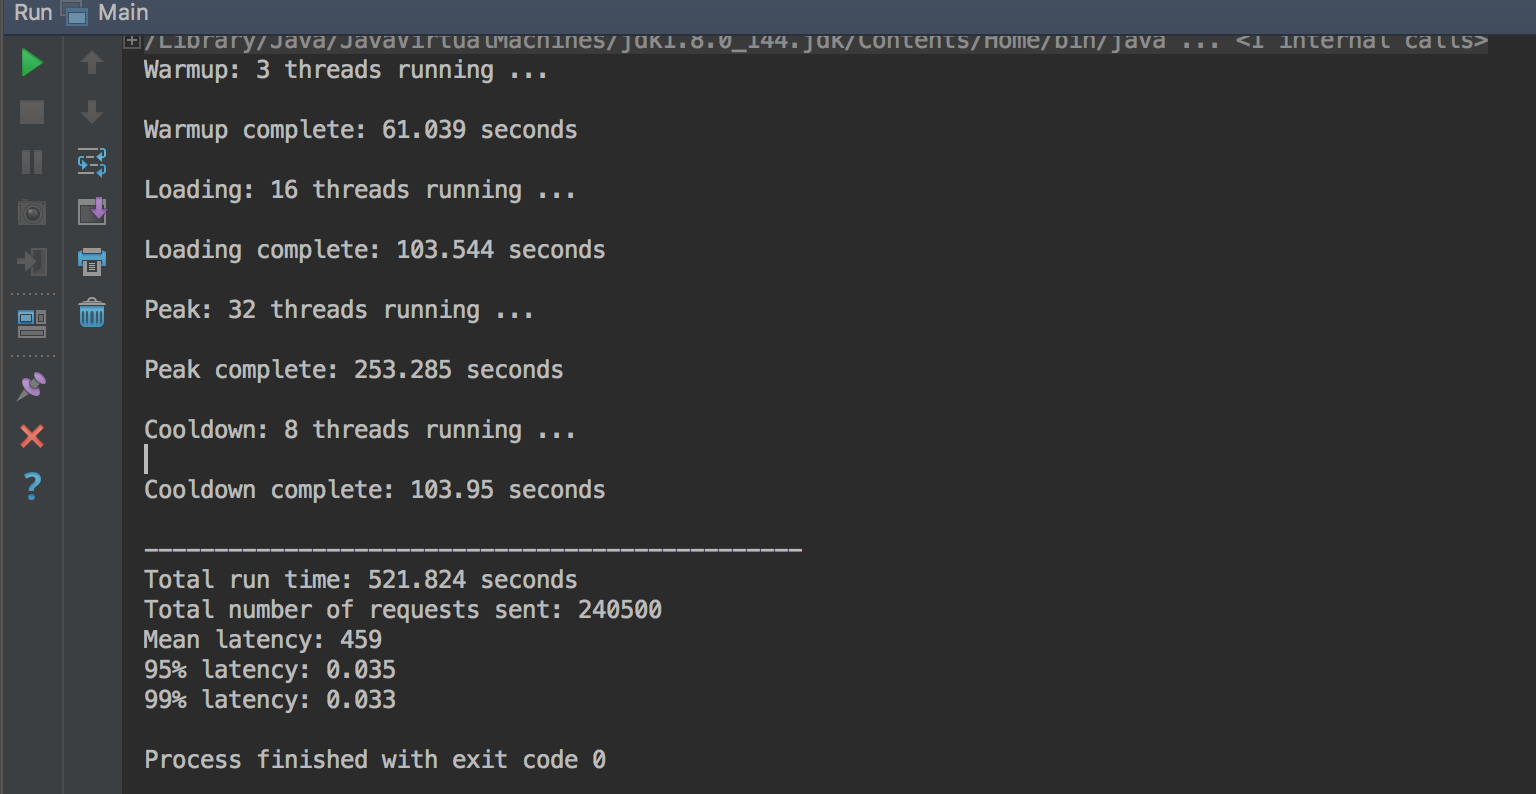 Run Main
/Library/Java/JavaVirtualMachines/jdk1.8.0_144.jdk/Contents/Home/bin/java ... <1 internal calls>
Warmup: 3 threads running ...
Warmup complete: 61.039 seconds
Loading: 16 threads running ...
Loading complete: 103.544 seconds
Peak: 32 threads running ...
Peak complete: 253.285 seconds
Cooldown: 8 threads running ...
Cooldown complete: 103.95 seconds
_______________________________________________
Total run time: 521.824 seconds
Total number of requests sent: 240500
Mean latency: 459
95% latency: 0.035
99% latency: 0.033
Process finished with exit code 0